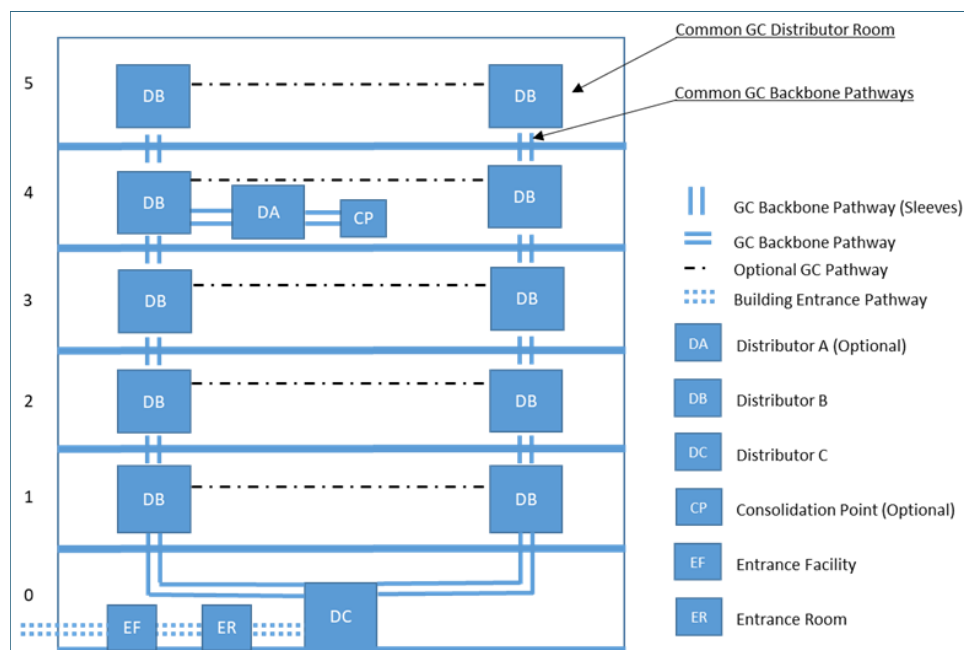 Common GC Distributor Room
5
DB
DB
Common GC Backbone Pathways
4
DB
DA
CP
DB
GC Backbone Pathway (Sleeves)
GC Backbone Pathway
3
DB
DB
Optional GC Pathway
Building Entrance Pathway
DA
Distributor A (Optional)
2
DB
DB
DB
Distributor B
DC
Distributor C
1
DB
DB
CP
Consolidation Point (Optional)
EF
Entrance Facility
0
DC
EF
ER
ER
Entrance Room